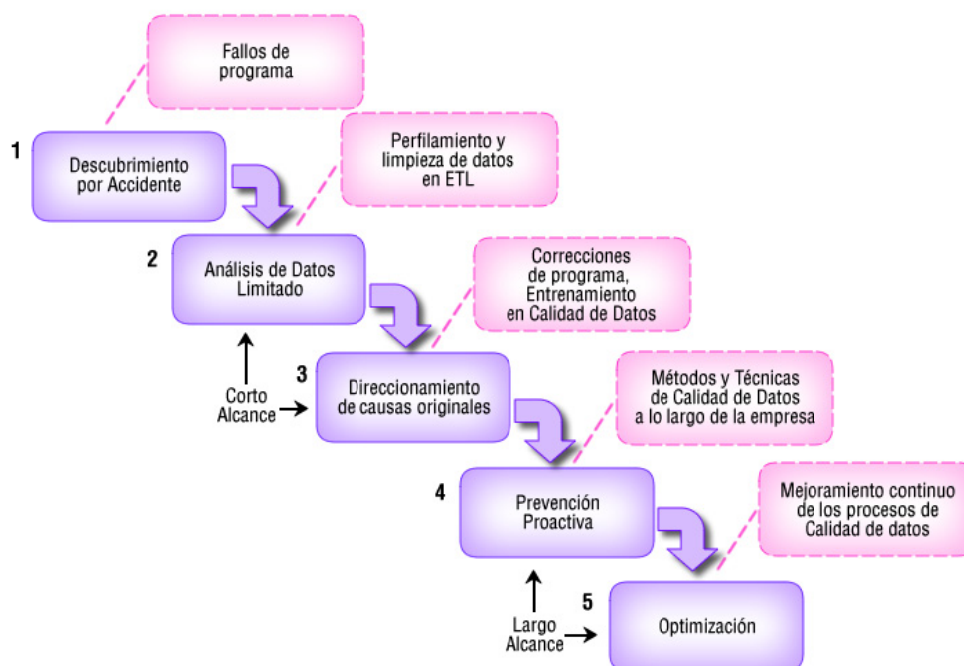 Fallos de
programa
1
Descubrimiento
por Accidente
Perfilamiento y
limpieza de datos
en ETL
2
Análisis de Datos
Limitado
Correcciones
de programa,
Entrenamiento
en Calidad de Datos
Corto
Alcance
3
Direccionamiento
de causas originales
Métodos y Técnicas
de Calidad de Datos
a lo largo de la empresa
4
Prevención
Proactiva
Mejoramiento continuo
de los procesos de
Calidad de datos
Largo
Alcance
5
Optimización